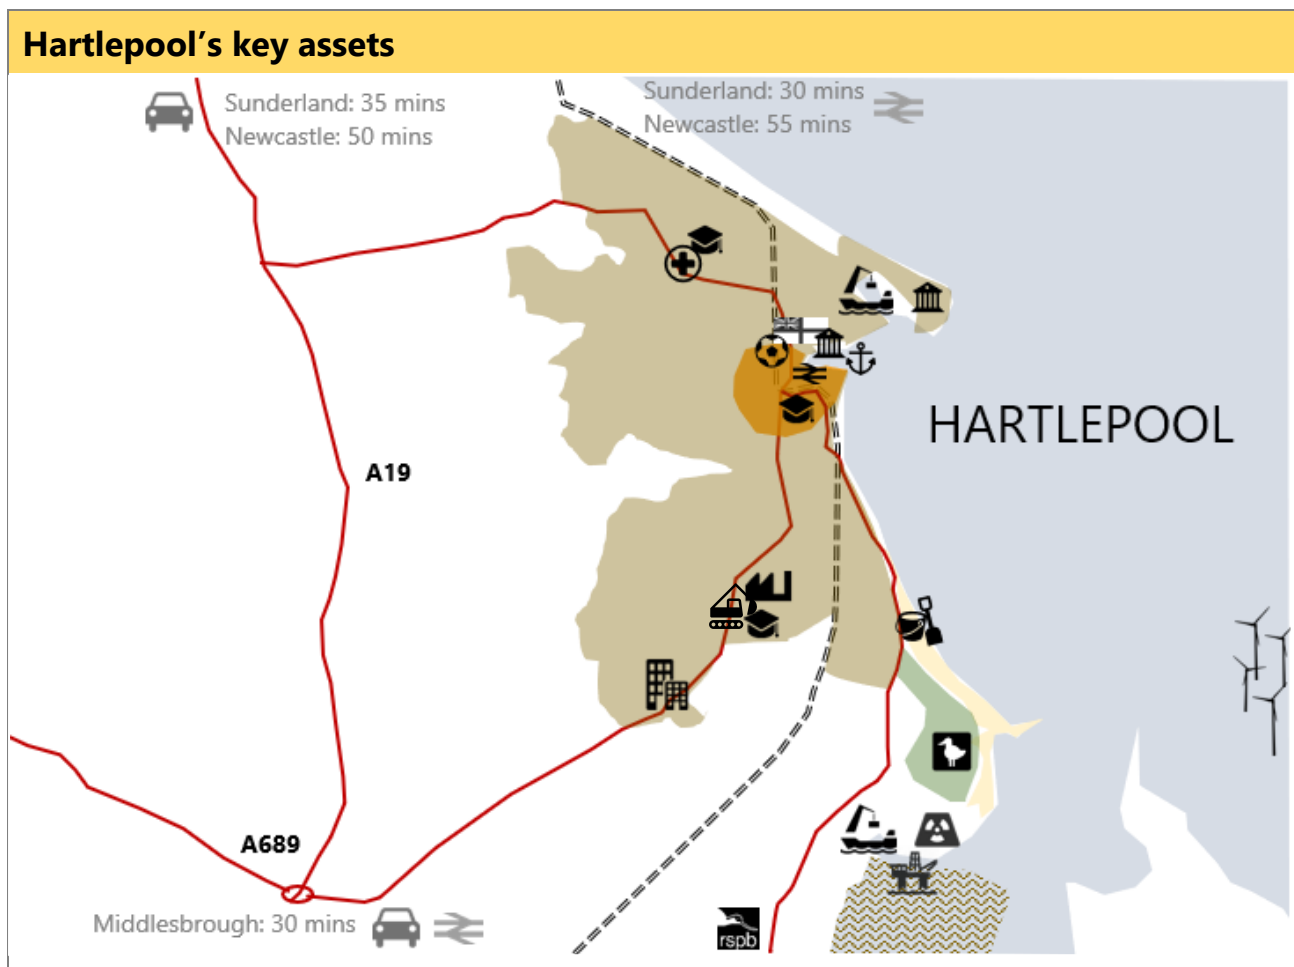 Hartlepool's key assets
Sunderland: 35 mins
Newcastle: 50 mins
Sunderland: 30 mins
Newcastle: 55 mins
HARTLEPOOL
A19
A689
Middlesbrough: 30 mins
rspb